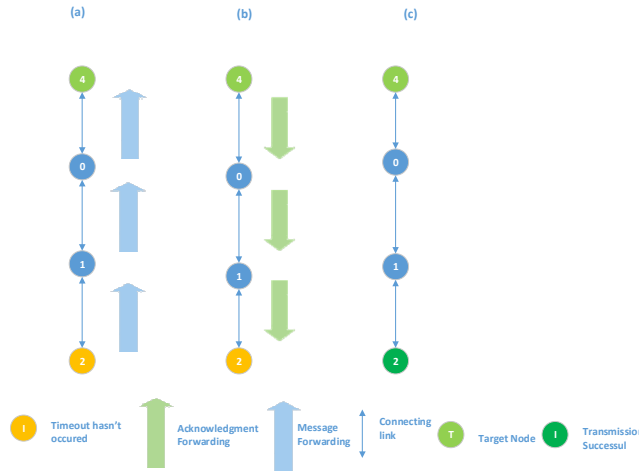 (a) (b) (c)
4 4 4
0 0 0
1 1 1
2 2 2
I Timeout hasn't
occured
Acknowledgment
Forwarding
Message
Forwarding
Connecting
link
T Target Node
I Transmission
Successul